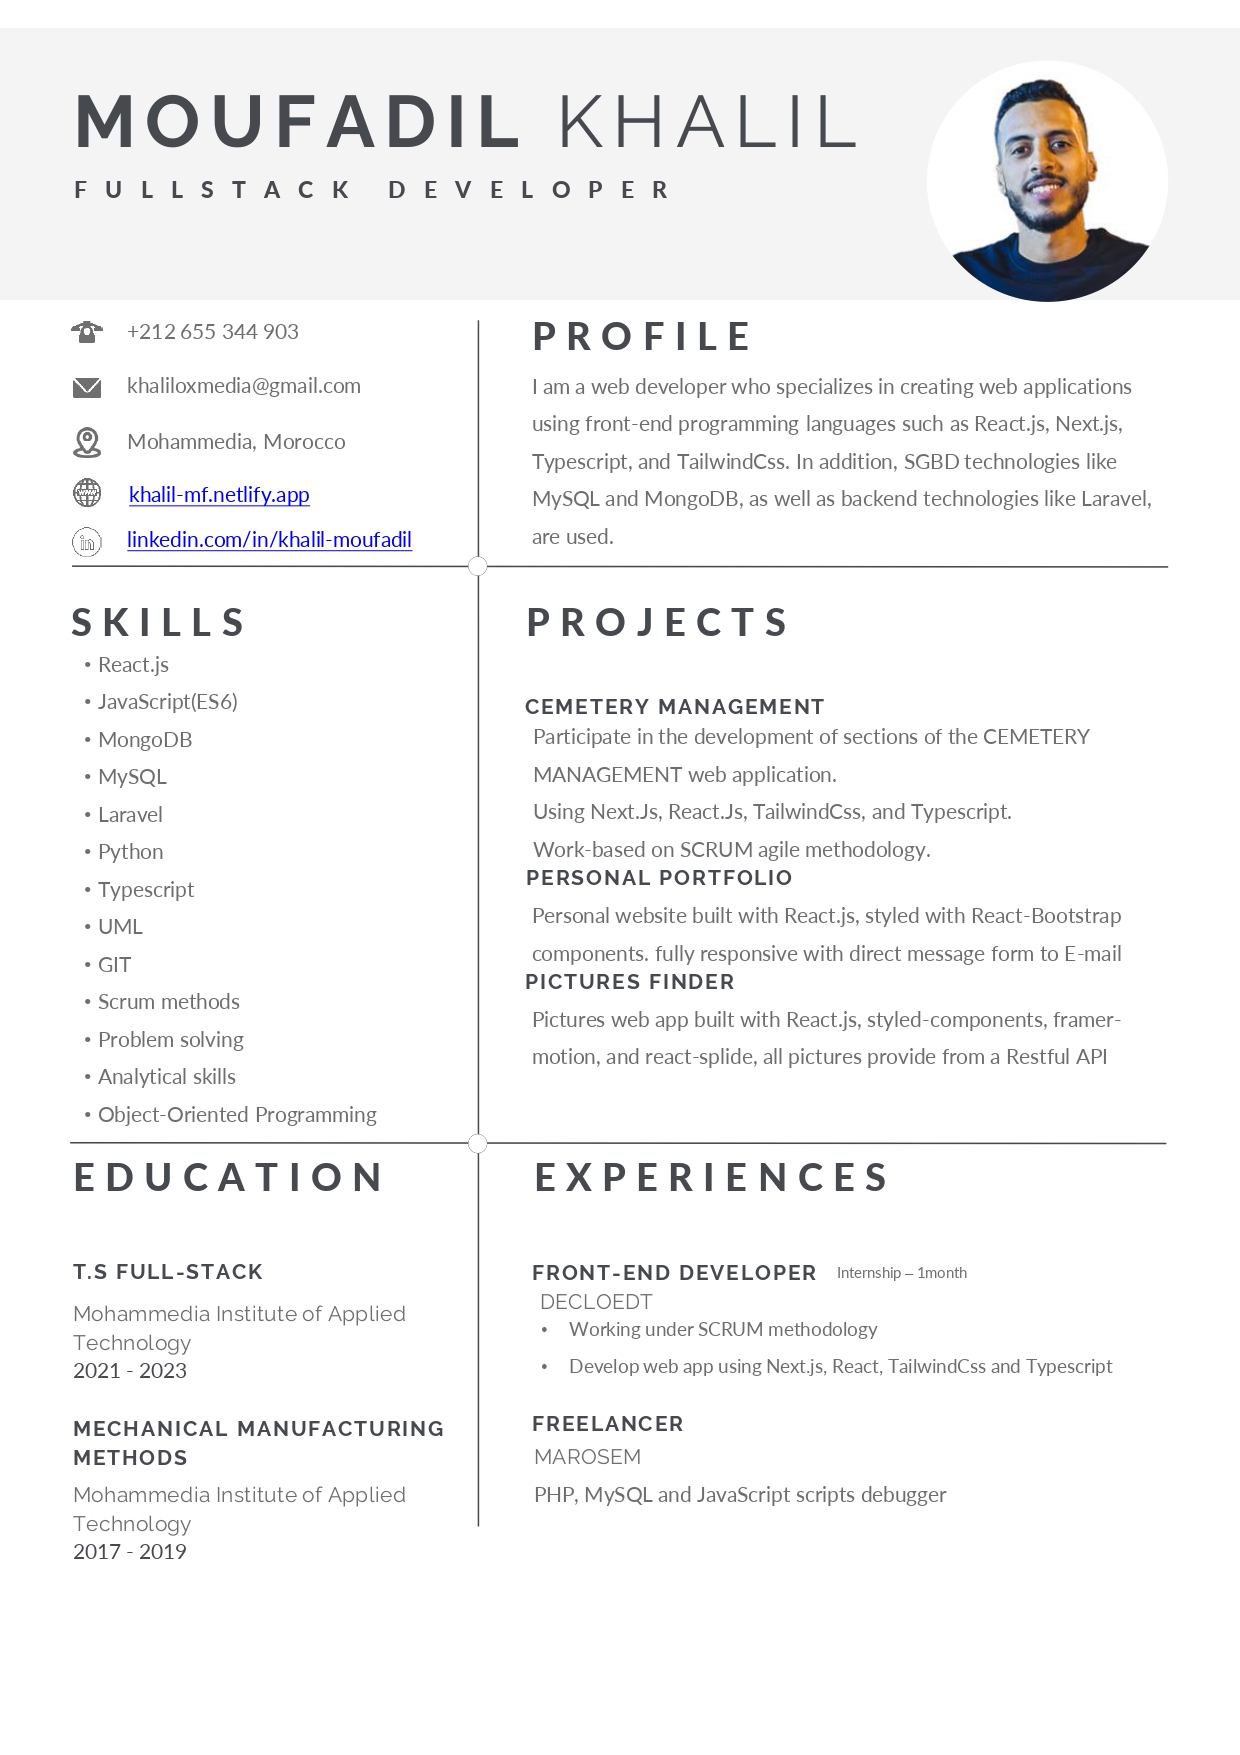 MOUFADIL KHALIL
FULLSTACK DEVELOPER
+212 655 344 903
khaliloxmedia@gmail.com
Mohammedia, Morocco
khalil-mf.netlify.app
linkedin.com/in/khalil-moufadil
PROFILE
I am a web developer who specializes in creating web applications
using front-end programming languages such as React.js, Next.js,
Typescript, and TailwindCss. In addition, SGBD technologies like
MySQL and MongoDB, as well as backend technologies like Laravel,
are used.
SKILLS
• React.js
• JavaScript(ES6)
• MongoDB
• MySQL
• Laravel
• Python
• Typescript
• UML
• GIT
• Scrum methods
• Problem solving
• Analytical skills
• Object-Oriented Programming
PROJECTS
CEMETERY MANAGEMENT
Participate in the development of sections of the CEMETERY
MANAGEMENT web application.
Using Next.Js, React.Js, TailwindCss, and Typescript.
Work-based on SCRUM agile methodology.
PERSONAL PORTFOLIO
Personal website built with React.js, styled with React-Bootstrap
components. fully responsive with direct message form to E-mail
PICTURES FINDER
Pictures web app built with React.js, styled-components, framer-
motion, and react-splide, all pictures provide from a Restful API
EDUCATION
T.S FULL-STACK
Mohammedia Institute of Applied
Technology
2021 - 2023
MECHANICAL MANUFACTURING
METHODS
Mohammedia Institute of Applied
Technology
2017 - 2019
EXPERIENCES
FRONT-END DEVELOPER Internship – 1month
DECLOEDT
• Working under SCRUM methodology
• Develop web app using Next.js, React, TailwindCss and Typescript
FREELANCER
MAROSEM
PHP, MySQL and JavaScript scripts debugger